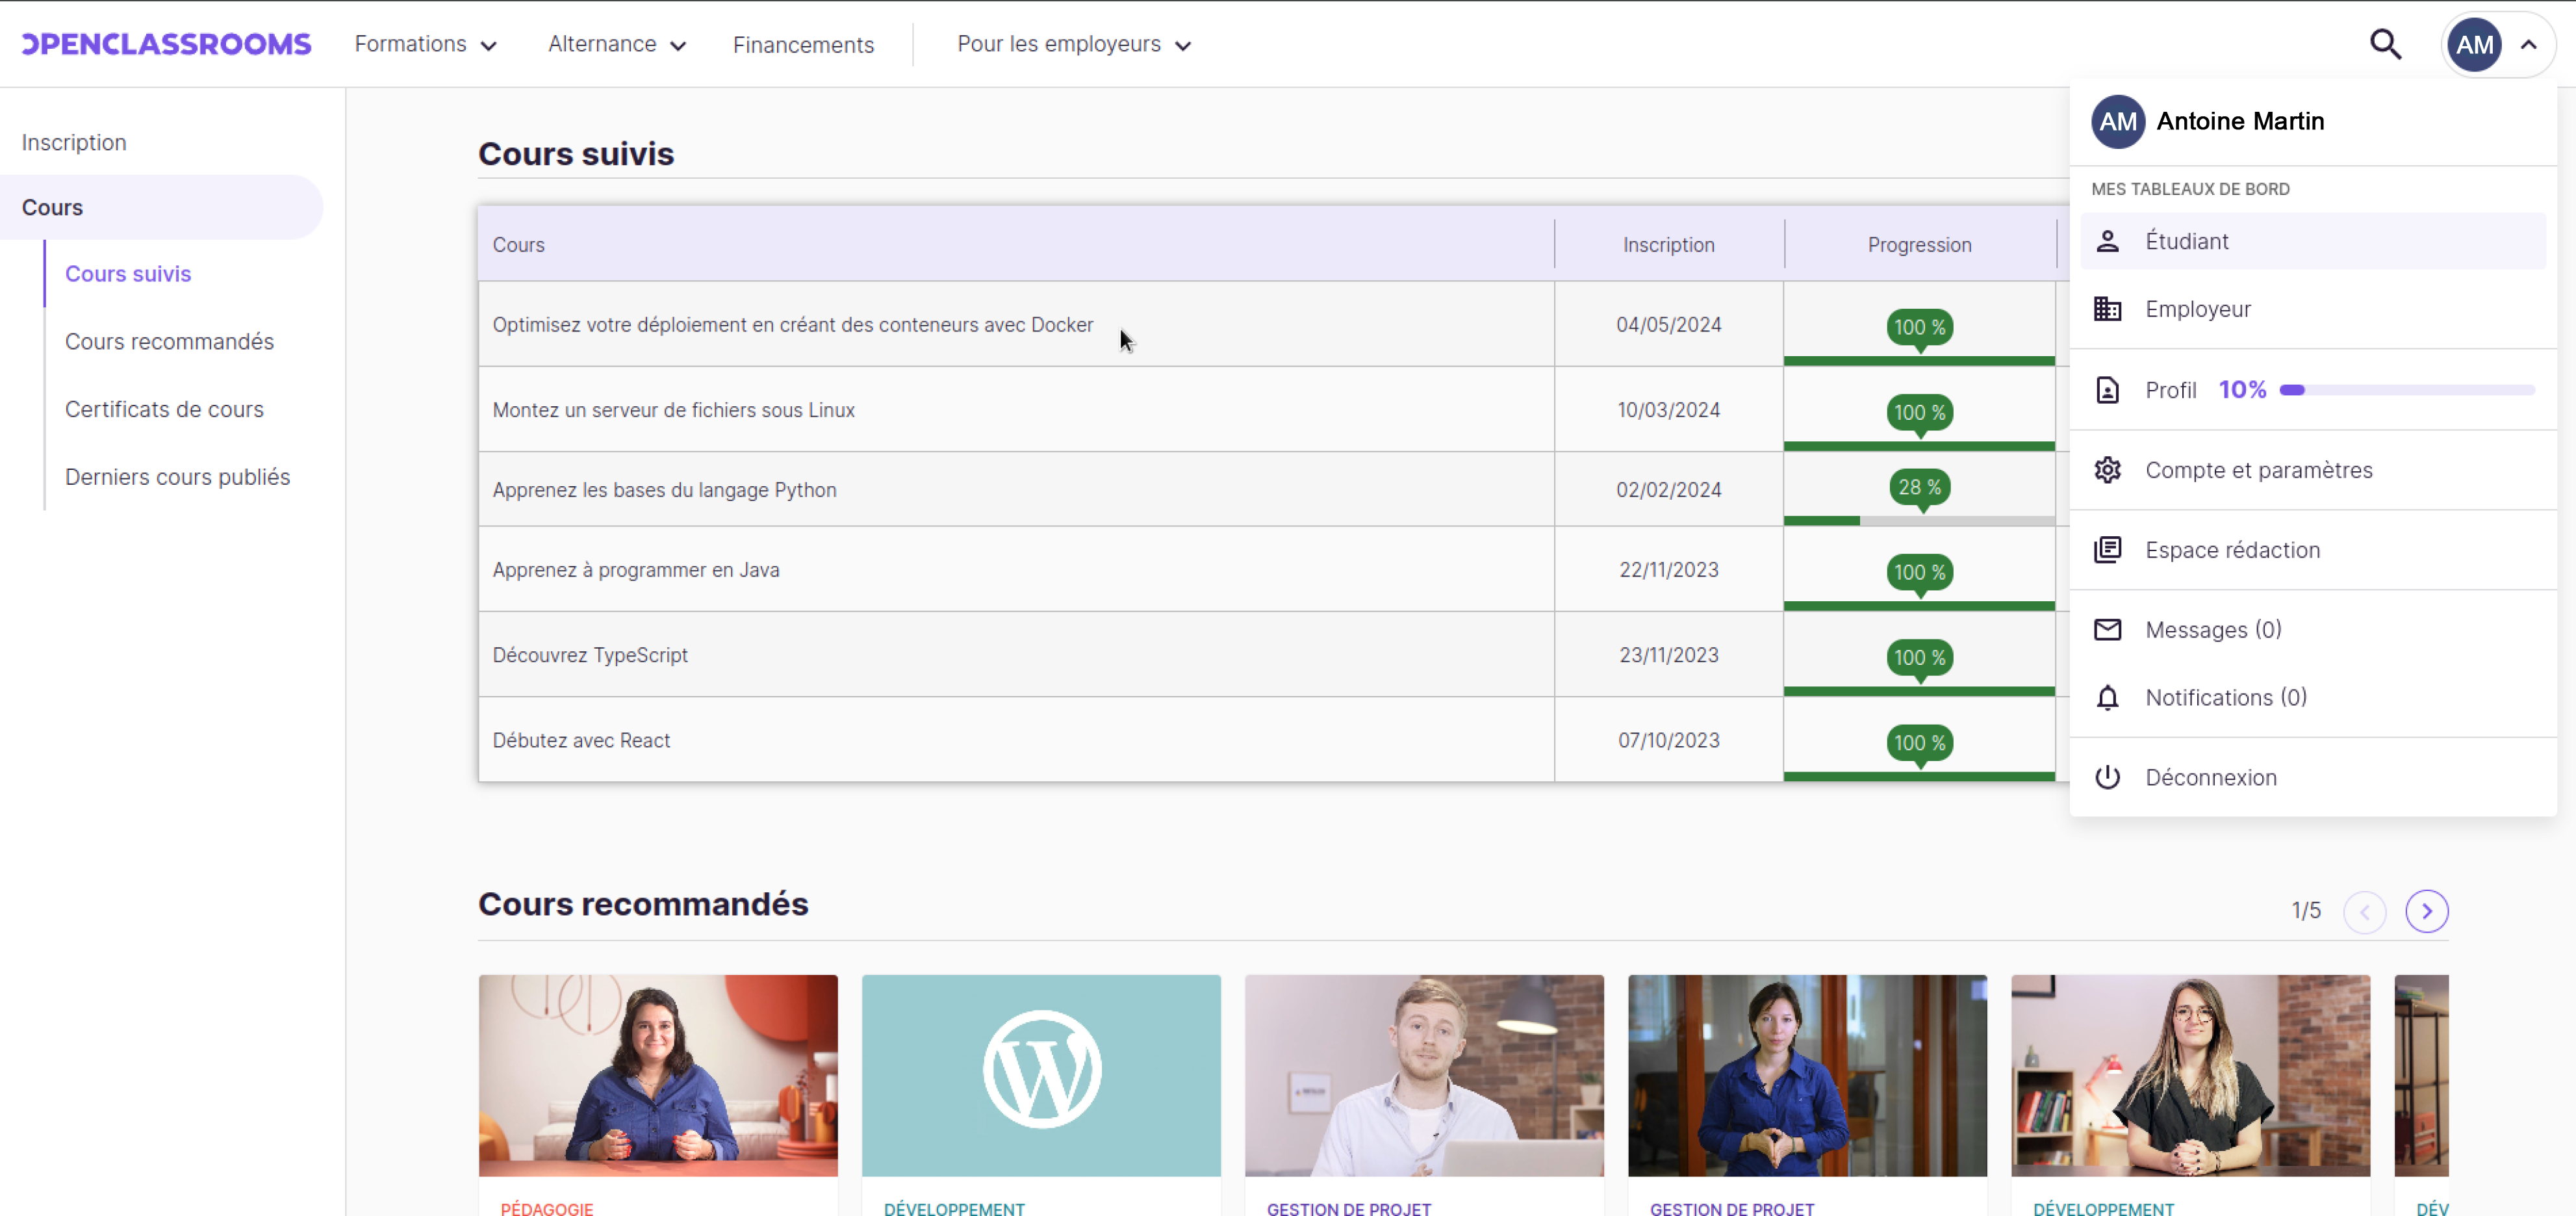 OPENCLASSROOMS
Formations
Alternance
Financements
Pour les employeurs
AM
Inscription
Cours
Cours suivis
Cours recommandés
Certificats de cours
Derniers cours publiés
Cours suivis
Cours Inscription Progression
Optimisez votre déploiement en créant des conteneurs avec Docker 04/05/2024 100 %
Montez un serveur de fichiers sous Linux 10/03/2024 100 %
Apprenez les bases du langage Python 02/02/2024 28 %
Apprenez à programmer en Java 22/11/2023 100 %
Découvrez TypeScript 23/11/2023 100 %
Débutez avec React 07/10/2023 100 %
AM Antoine Martin
MES TABLEAUX DE BORD
Étudiant
Employeur
Profil 10%
Compte et paramètres
Espace rédaction
Messages (0)
Notifications (0)
Déconnexion
Cours recommandés
1/5
PÉDAGOGIE
DÉVELOPPEMENT
GESTION DE PROJET
GESTION DE PROJET
DÉVELOPPEMENT
DÉV